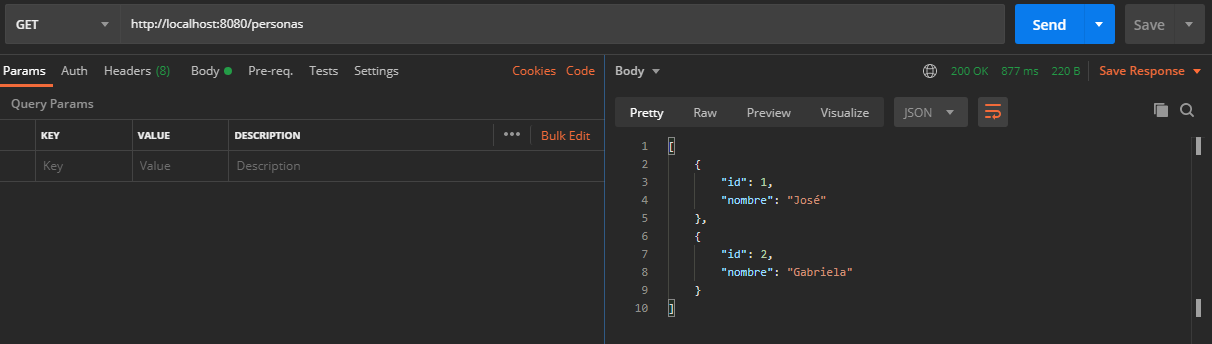 GET http://localhost:8080/personas Send Save
Params Auth Headers (8) Body Pre-req. Tests Settings Cookies Code
Query Params
KEY VALUE DESCRIPTION ••• Bulk Edit
Key Value Description
Body 200 OK 877 ms 220 B Save Response
Pretty Raw Preview Visualize JSON
1 [
2 {
3 "id": 1,
4 "nombre": "José"
5 },
6 {
7 "id": 2,
8 "nombre": "Gabriela"
9 }
10 ]